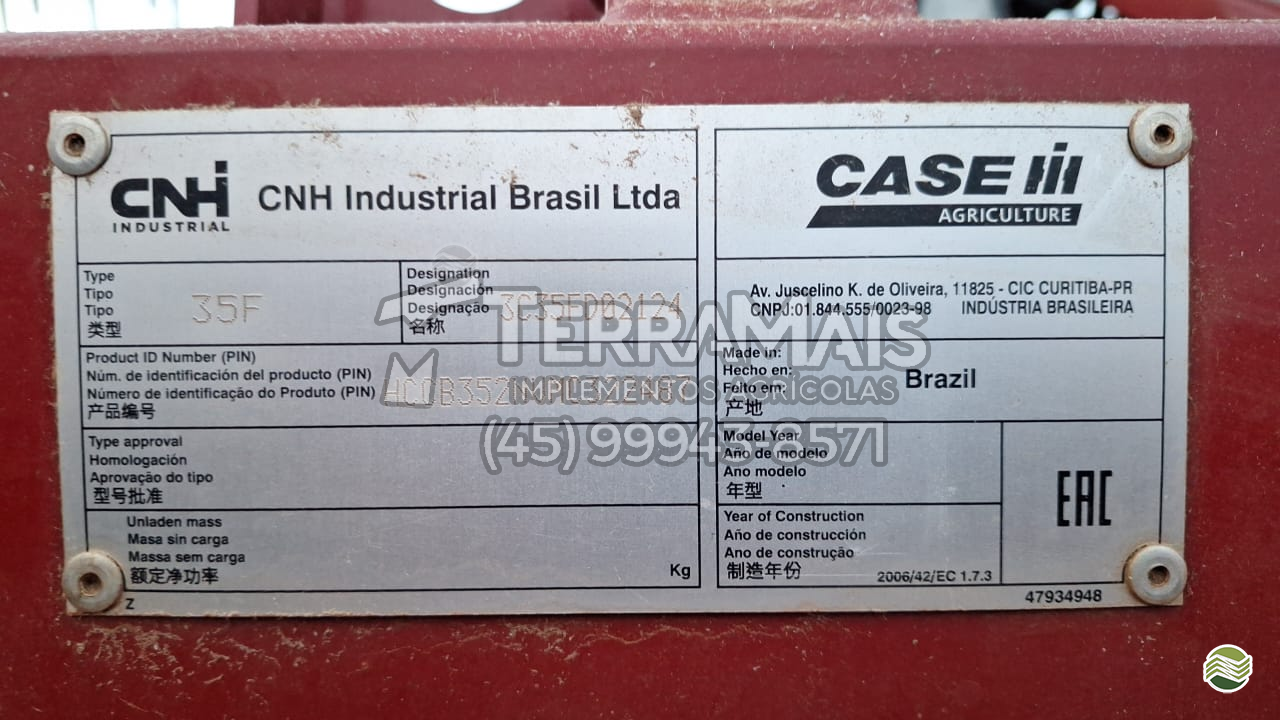 CNH
INDUSTRIAL
CNH Industrial Brasil Ltda
CASE IH
AGRICULTURE
Type
Tipo
Tipo
类型
35F
Designation
Designación
Designação
名称
3C35FD02124
Av. Juscelino K. de Oliveira, 11825 - CIC CURITIBA-PR
CNPJ:01.844.555/0023-98 INDÚSTRIA BRASILEIRA
TERRAMAIS
IMPLEMENTOS AGRÍCOLAS
(45) 99943-8571
Product ID Number (PIN)
Núm. de identificación del producto (PIN)
Número de identificação do Produto (PIN)
产品编号
Made in:
Hecho en:
Feito em:
产地
Brazil
Type approval
Homologación
Aprovação do tipo
型号批准
Model Year
Año de modelo
Ano modelo
年型
EAC
Unladen mass
Masa sin carga
Massa sem carga
额定净功率
Kg
Year of Construction
Año de construcción
Ano de construção
制造年份
2006/42/EC 1.7.3
Z
47934948